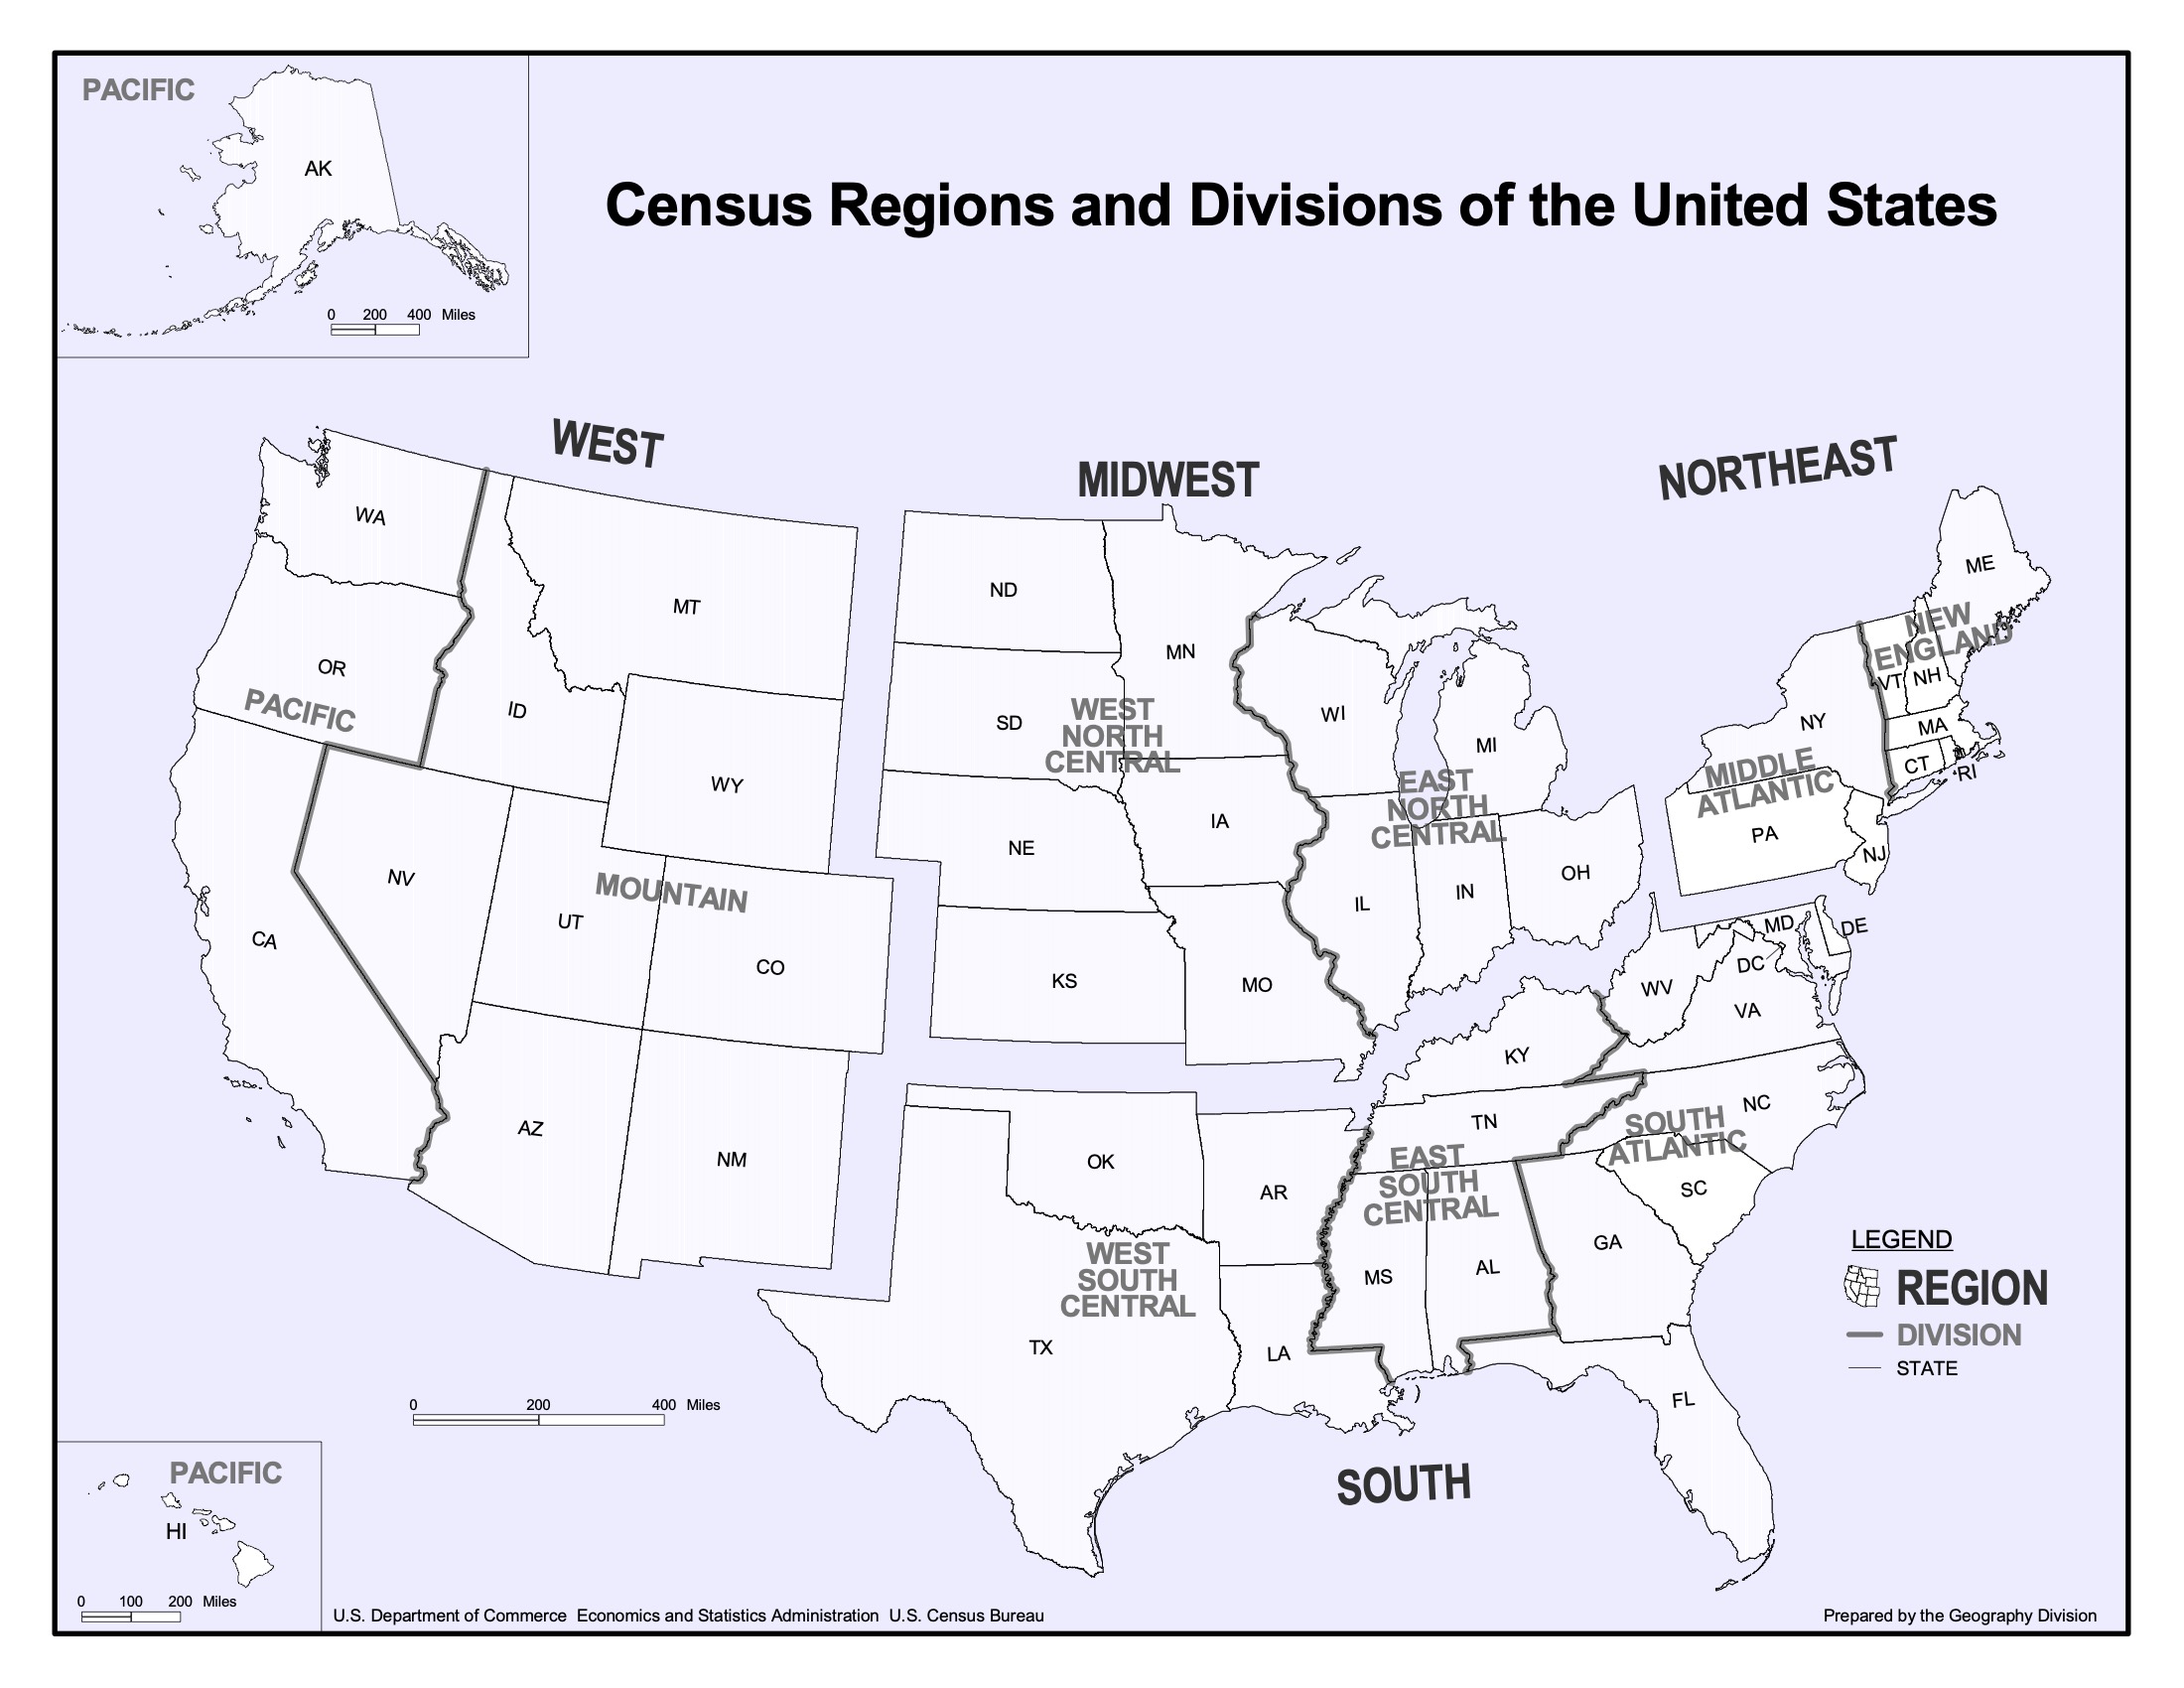 PACIFIC
AK
0 200 400 Miles
Census Regions and Divisions of the United States
WEST
MIDWEST
NORTHEAST
WA
OR
PACIFIC
CA
NV
ID
MT
WY
MOUNTAIN
UT
CO
AZ
NM
ND
SD
NE
KS
MN
WEST
NORTH
CENTRAL
IA
MO
WI
MI
EAST
NORTH
CENTRAL
IL
IN
OH
ME
NEW
ENGLAND
VT
NH
MA
CT
RI
NY
MIDDLE
ATLANTIC
PA
NJ
MD
DE
DC
WV
VA
KY
TN
NC
SOUTH
ATLANTIC
SC
GA
FL
EAST
SOUTH
CENTRAL
MS
AL
OK
AR
WEST
SOUTH
CENTRAL
TX
LA
SOUTH
LEGEND
REGION
DIVISION
STATE
0 200 400 Miles
PACIFIC
HI
0 100 200 Miles
U.S. Department of Commerce Economics and Statistics Administration U.S. Census Bureau
Prepared by the Geography Division